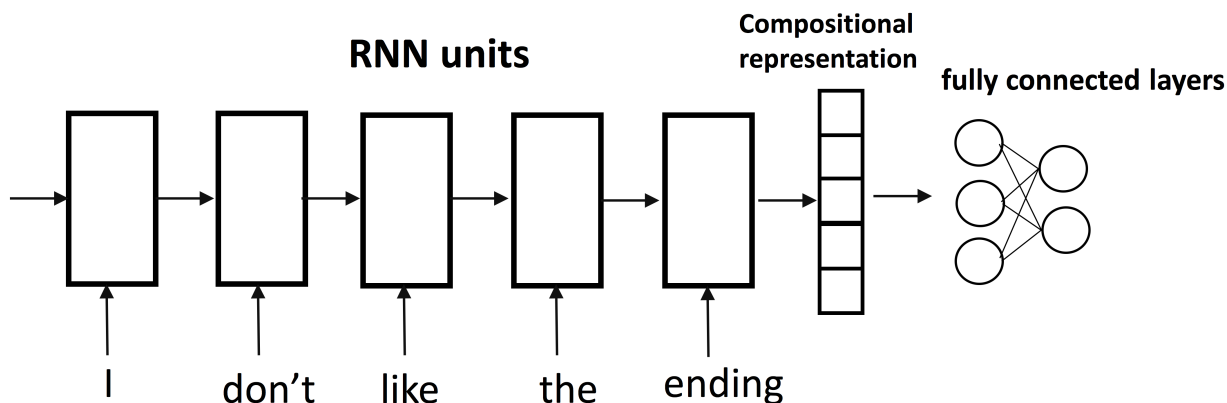 Compositional
representation
RNN units
fully connected layers
I don’t like the ending